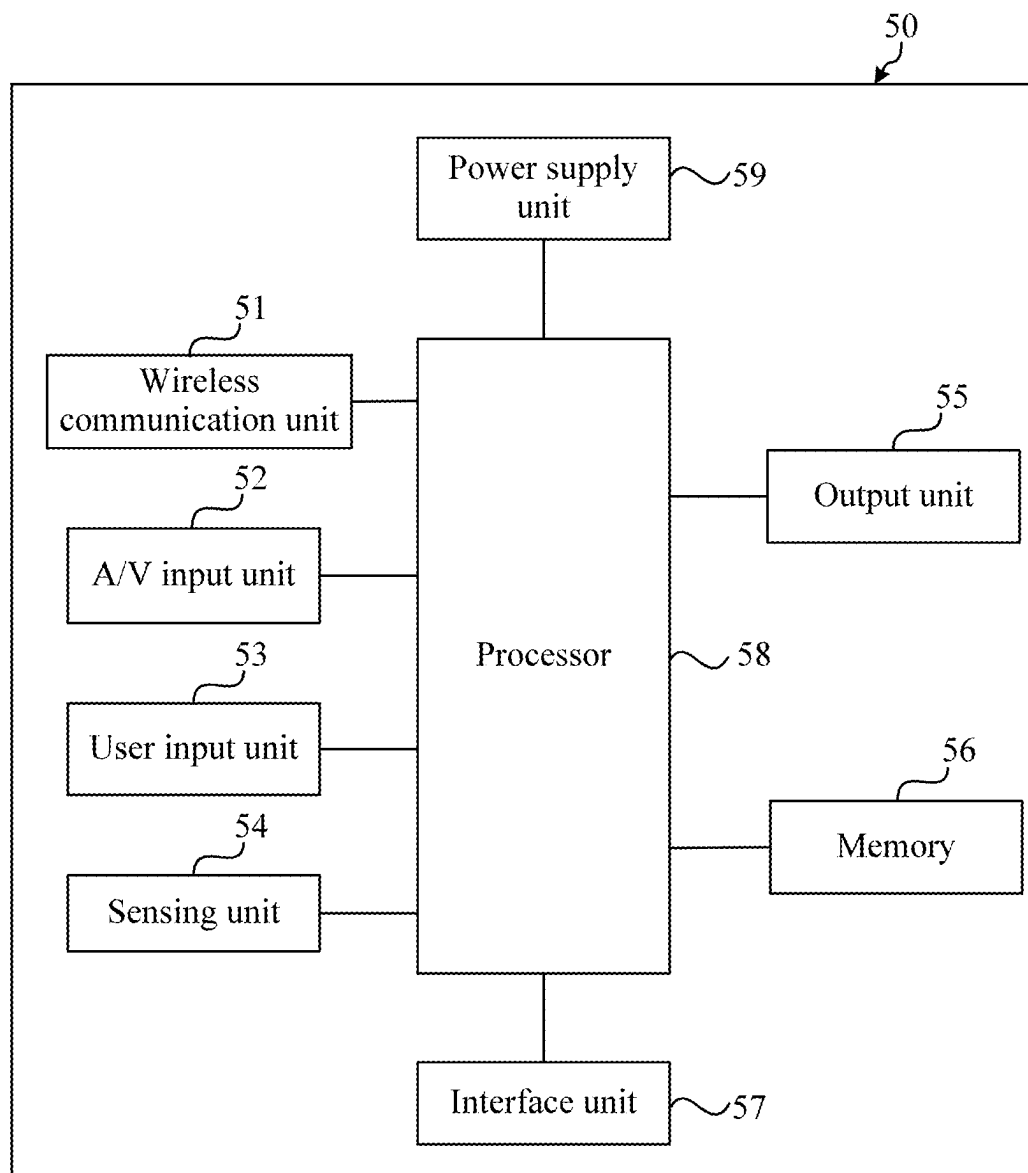 50
Power supply
unit
59
51
Wireless
communication unit
55
Output unit
52
A/V input unit
Processor
58
53
User input unit
56
Memory
54
Sensing unit
Interface unit
57